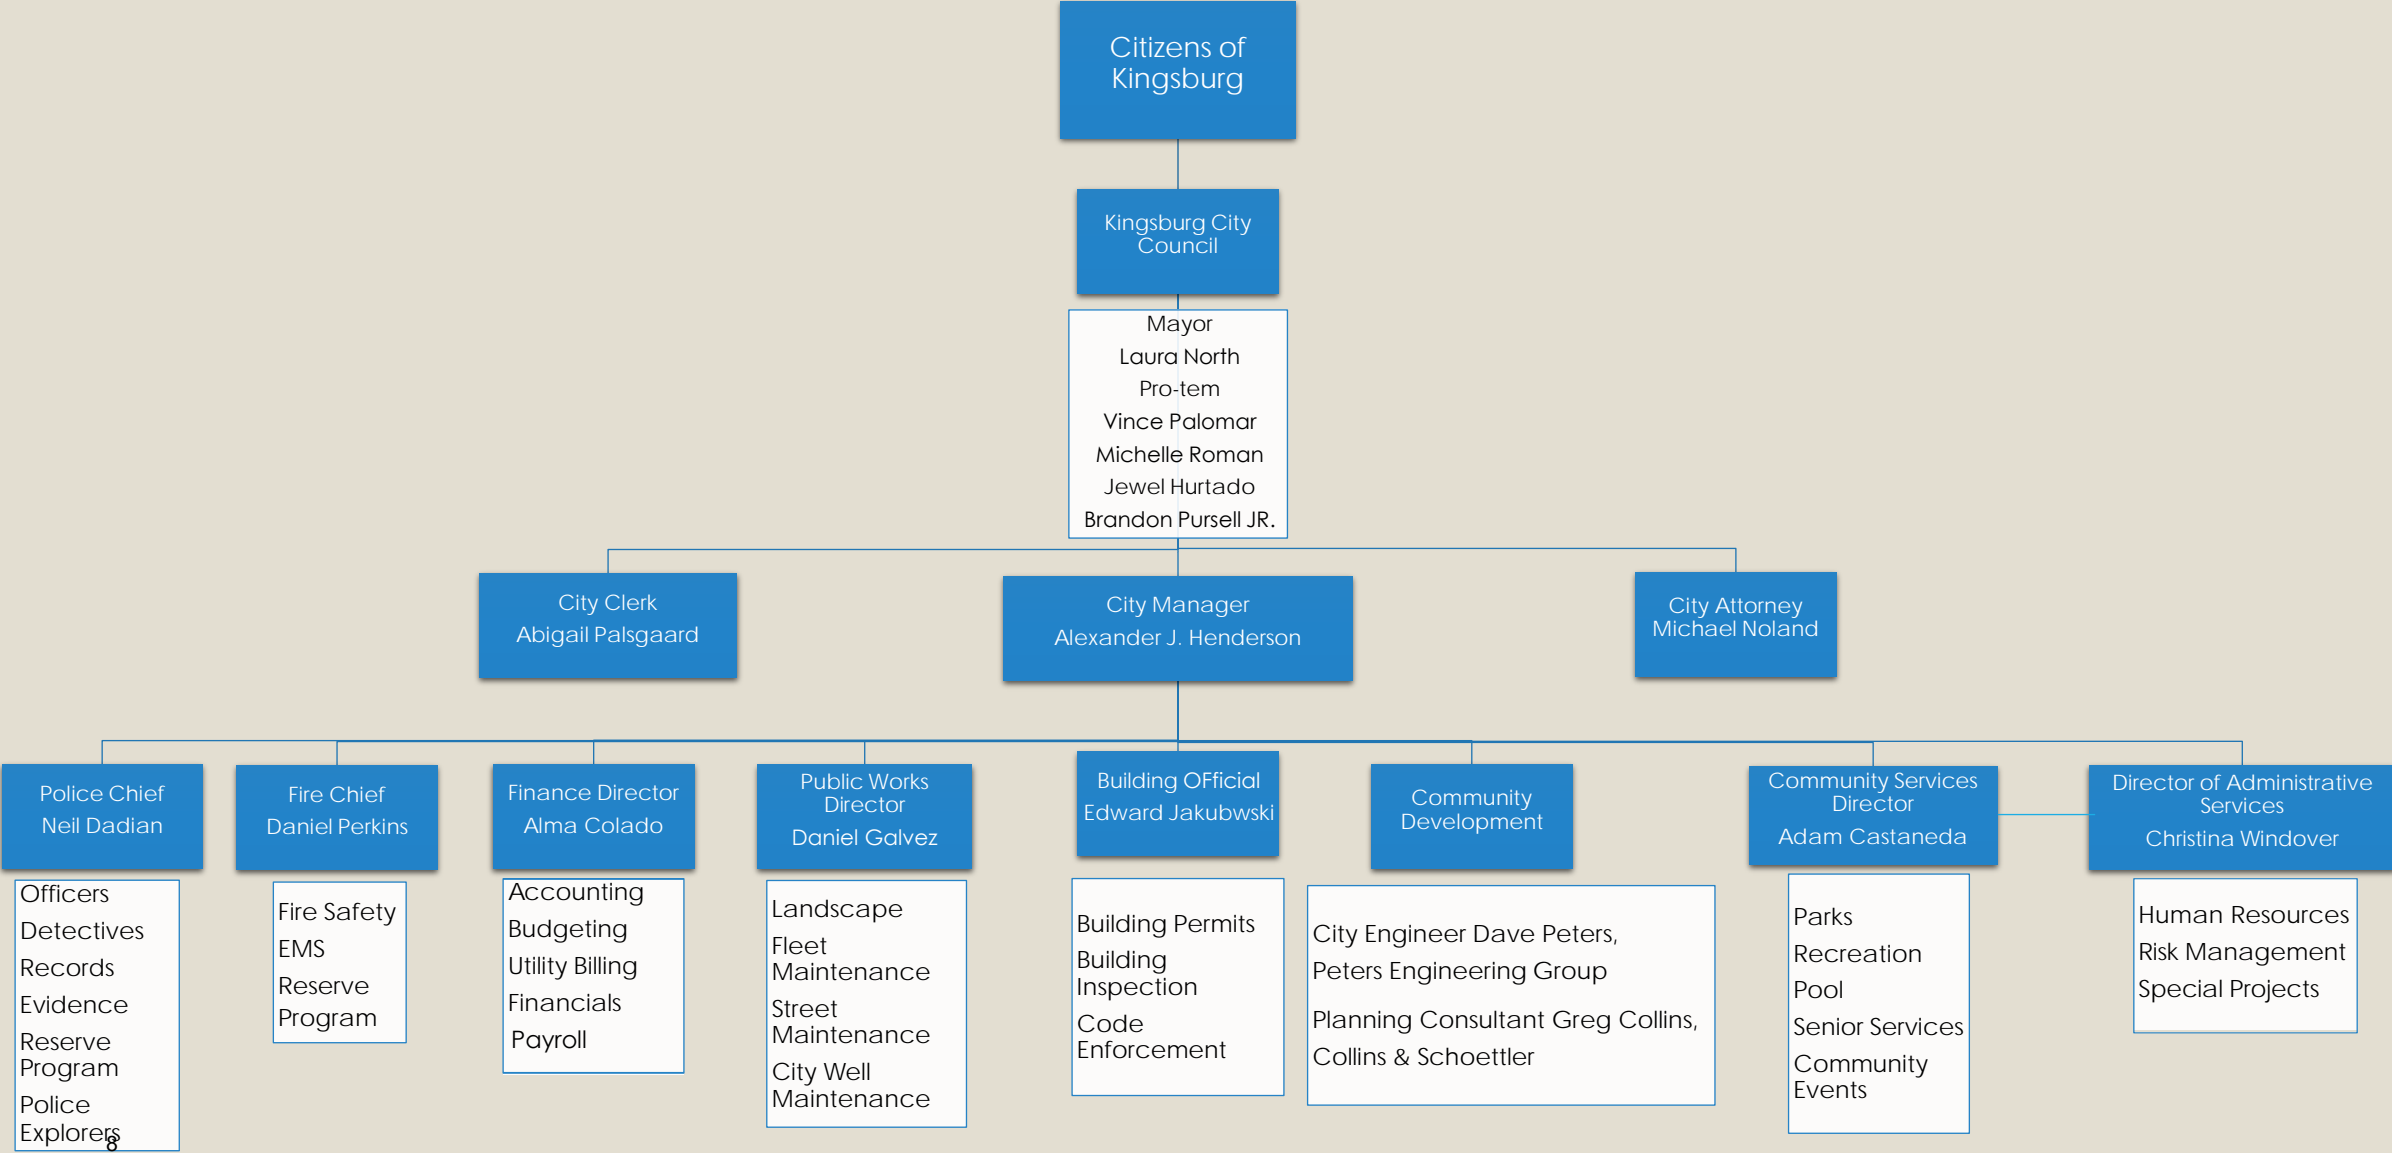 Citizens of
Kingsburg
Kingsburg City
Council
Mayor
Laura North
Pro-tem
Vince Palomar
Michelle Roman
Jewel Hurtado
Brandon Pursell JR.
City Clerk
Abigail Palsgaard
City Manager
Alexander J. Henderson
City Attorney
Michael Noland
Police Chief
Neil Dadian
Officers
Detectives
Records
Evidence
Reserve
Program
Police
Explorers
Fire Chief
Daniel Perkins
Fire Safety
EMS
Reserve
Program
Finance Director
Alma Colado
Accounting
Budgeting
Utility Billing
Financials
Payroll
Public Works
Director
Daniel Galvez
Landscape
Fleet
Maintenance
Street
Maintenance
City Well
Maintenance
Building OFficial
Edward Jakubwski
Building Permits
Building
Inspection
Code
Enforcement
Community
Development
City Engineer Dave Peters,
Peters Engineering Group
Planning Consultant Greg Collins,
Collins & Schoettler
Community Services
Director
Adam Castaneda
Parks
Recreation
Pool
Senior Services
Community
Events
Director of Administrative
Services
Christina Windover
Human Resources
Risk Management
Special Projects
8